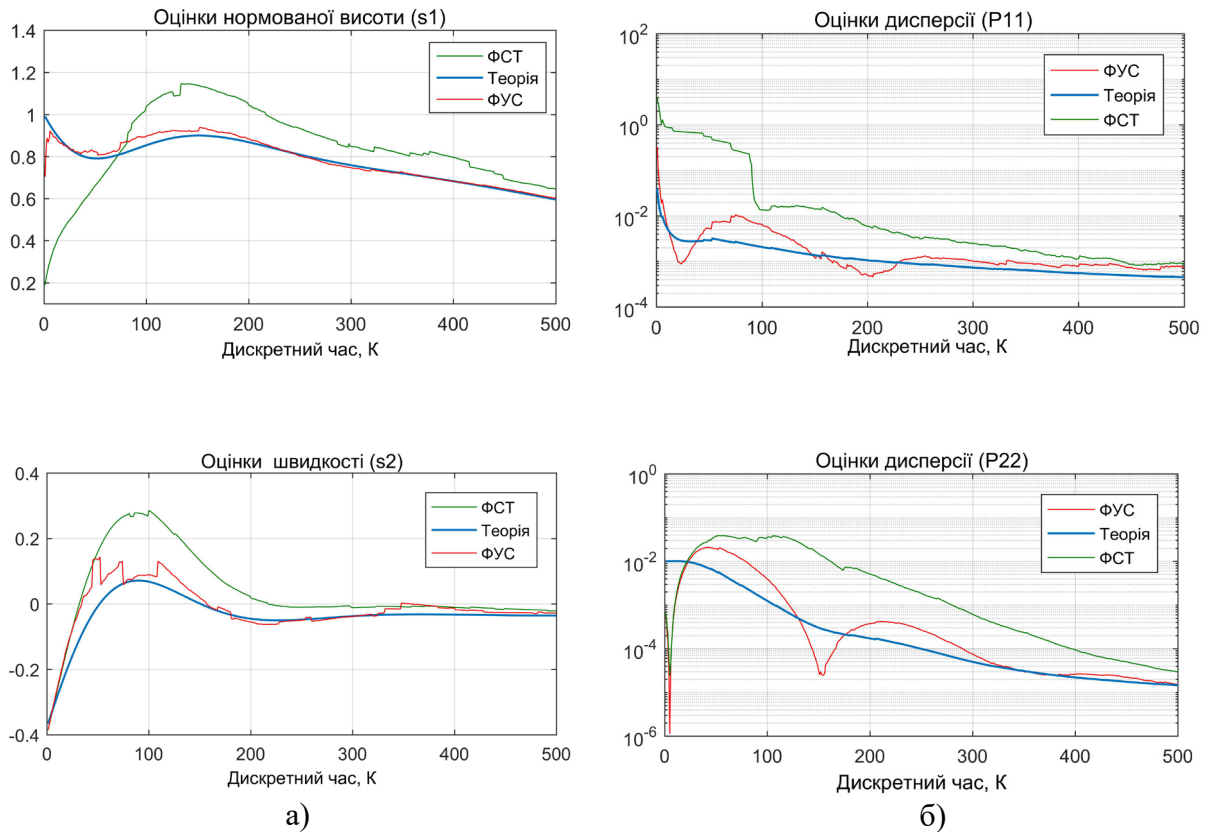 Оцінки нормованої висоти (s1)
1.4
1.2
1
0.8
0.6
0.4
0.2
ФСТ
Теорія
ФУС
0 100 200 300 400 500
Дискретний час, К
Оцінки дисперсії (P11)
10^2
10^0
10^-2
10^-4
ФУС
Теорія
ФСТ
0 100 200 300 400 500
Дискретний час, К
Оцінки швидкості (s2)
0.4
0.2
0
-0.2
-0.4
ФСТ
Теорія
ФУС
0 100 200 300 400 500
Дискретний час, К
а)
Оцінки дисперсії (P22)
10^0
10^-2
10^-4
10^-6
ФУС
Теорія
ФСТ
0 100 200 300 400 500
Дискретний час, К
б)